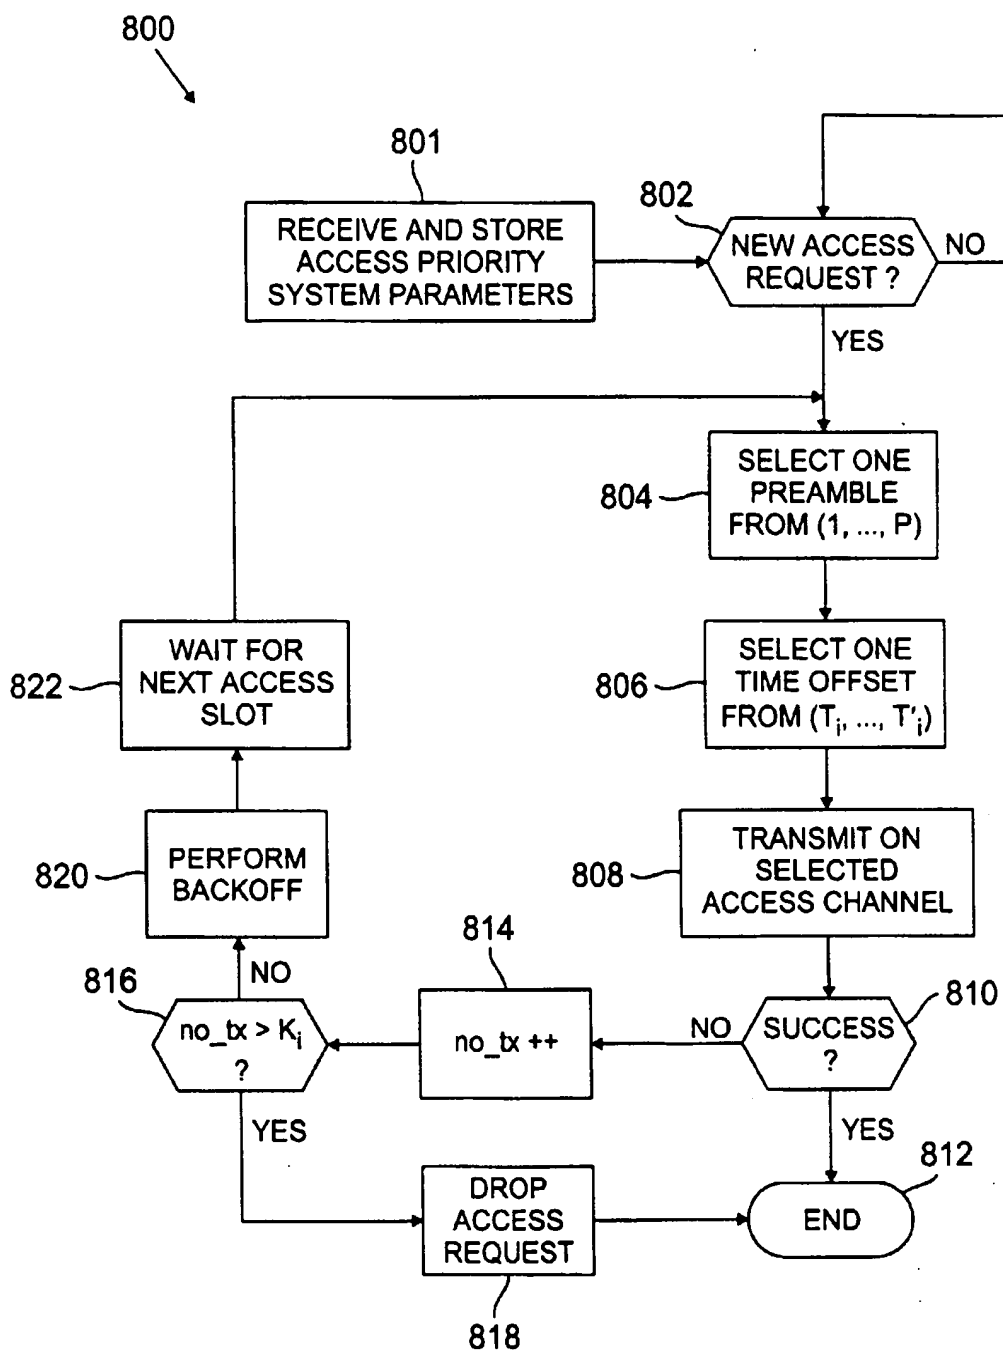 800
801
RECEIVE AND STORE
ACCESS PRIORITY
SYSTEM PARAMETERS
802
NEW ACCESS
REQUEST ?
NO
YES
804
SELECT ONE
PREAMBLE
FROM (1, ..., P)
806
SELECT ONE
TIME OFFSET
FROM (Tᵢ, ..., T'ᵢ)
822
WAIT FOR
NEXT ACCESS
SLOT
808
TRANSMIT ON
SELECTED
ACCESS CHANNEL
820
PERFORM
BACKOFF
NO
816
no_tx > Kᵢ
?
YES
814
no_tx ++
NO
810
SUCCESS
?
YES
818
DROP
ACCESS
REQUEST
812
END